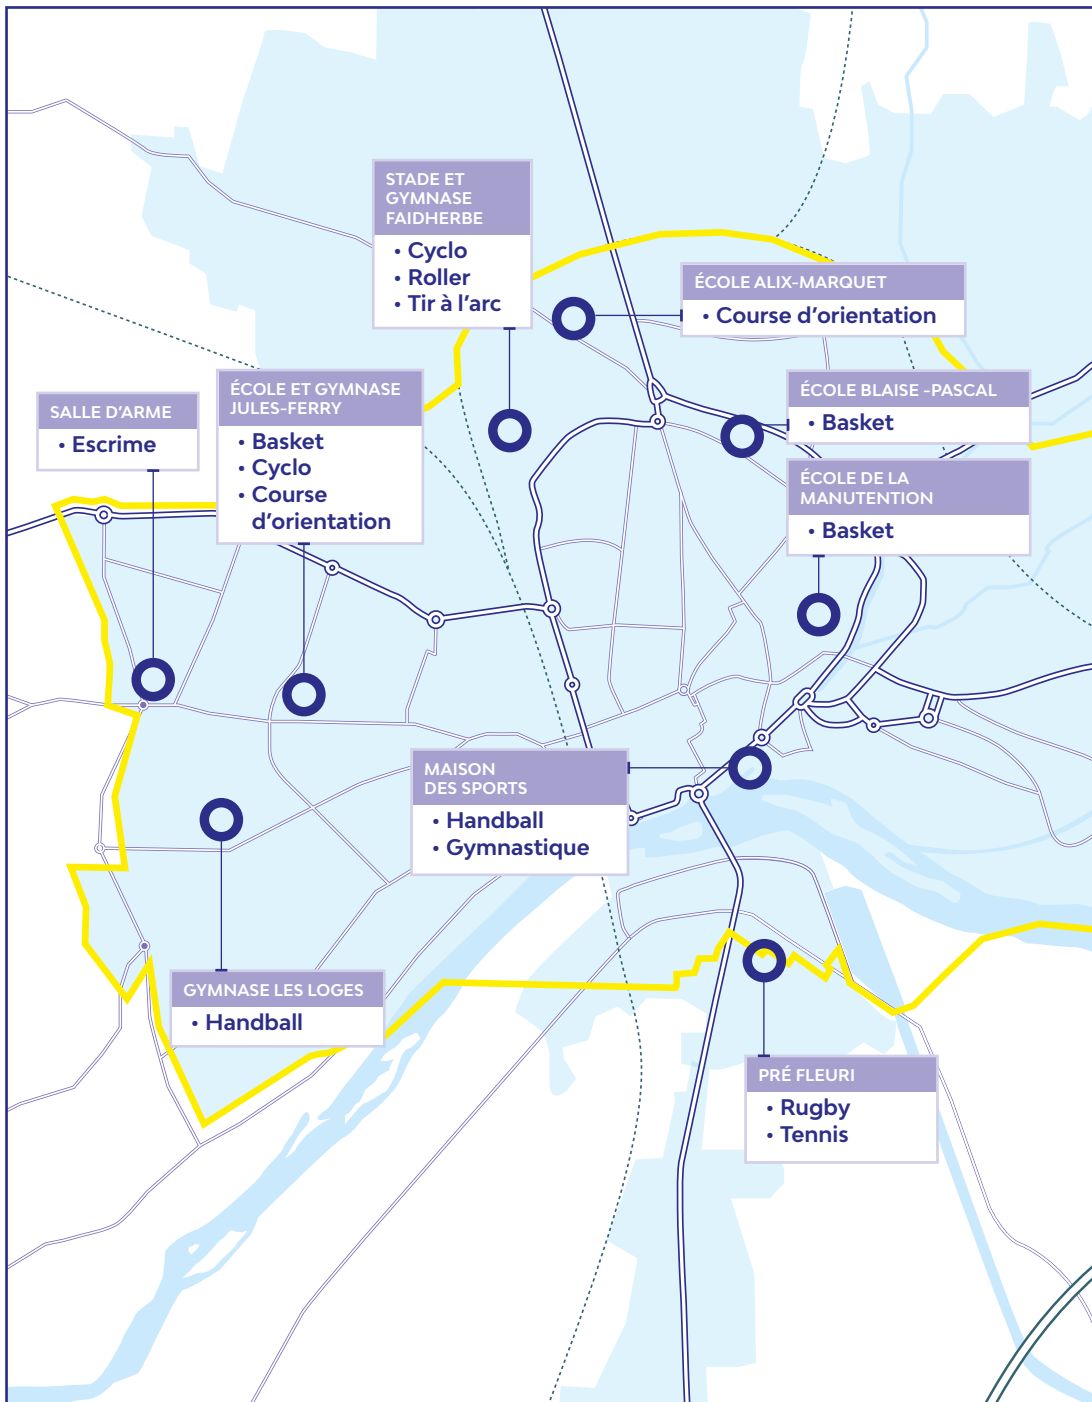 STADE ET
GYMNASE
FAIDHERBE
• Cyclo
• Roller
• Tir à l'arc
ÉCOLE ALIX-MARQUET
• Course d'orientation
ÉCOLE BLAISE -PASCAL
• Basket
ÉCOLE DE LA
MANUTENTION
• Basket
SALLE D'ARME
• Escrime
ÉCOLE ET GYMNASE
JULES-FERRY
• Basket
• Cyclo
• Course
d'orientation
MAISON
DES SPORTS
• Handball
• Gymnastique
GYMNASE LES LOGES
• Handball
PRÉ FLEURI
• Rugby
• Tennis